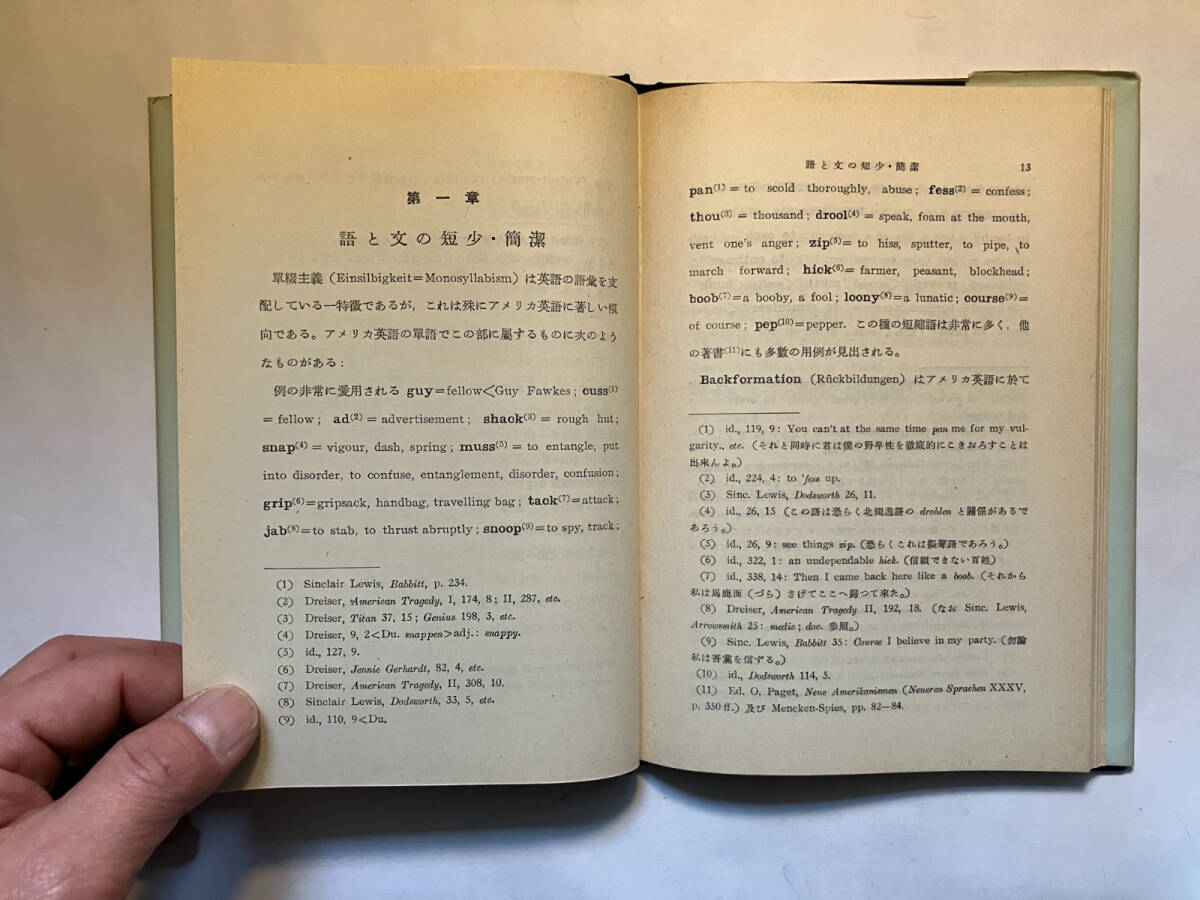 第一章
語と文の短少・簡潔
單綴主義 (Einsilbigkeit=Monosyllabism) は英語の語彙を支
配している一特徴であるが，これは殊にアメリカ英語に著しい傾
向である。アメリカ英語の單語でこの部に屬するものに次のよう
なものがある：
例の非常に愛用される guy=fellow<Guy Fawkes; cuss(1)
= fellow; ad(2) = advertisement; shack(3) = rough hut;
snap(4) = vigour, dash, spring; muss(5) = to entangle, put
into disorder, to confuse, entanglement, disorder, confusion;
grip(6)=gripsack, handbag, travelling bag; tack(7)=attack;
jab(8)=to stab, to thrust abruptly; snoop(9)=to spy, track;
(1) Sinclair Lewis, Babbitt, p. 234.
(2) Dreiser, American Tragedy, I, 174, 8; II, 287, etc.
(3) Dreiser, Titan 37, 15; Genius 198, 3, etc.
(4) Dreiser, 9, 2<Du. snappen>adj.: snappy.
(5) id., 127, 9.
(6) Dreiser, Jennie Gerhardt, 82, 4, etc.
(7) Dreiser, American Tragedy, II, 308, 10.
(8) Sinclair Lewis, Dodsworth, 33, 5, etc.
(9) id., 110, 9<Du.
語と文の短少・簡潔 13
pan(1)= to scold thoroughly, abuse; fess(2) = confess;
thou(3) = thousand; drool(4) = speak, foam at the mouth,
vent one's anger; zip(5)= to hiss, sputter, to pipe, to
march forward; hick(6)= farmer, peasant, blockhead;
boob(7)=a booby, a fool; loony(8)=a lunatic; course(9)=
of course; pep(10)=pepper. この種の短縮語は非常に多く，他
の著書(11)にも多數の用例が見出される。
Backformation (Rückbildungen) はアメリカ英語に於て
(1) id., 119, 9: You can't at the same time pan me for my vul-
garity., etc. (それと同時に君は僕の野卑性を徹底的にこきおろすことは
出來んよ。)
(2) id., 224, 4: to 'fess up.
(3) Sinc. Lewis, Dodsworth 26, 11.
(4) id., 26, 15 (この語は恐らく北獨逸語の drohlen と關係があるで
あろう。)
(5) id., 26, 9: see things zip. (恐らくこれは擬聲語であろう。)
(6) id., 322, 1: an undependable hick. (信頼できない百姓)
(7) id., 338, 14: Then I came back here like a boob. (それから
私は馬鹿面 (づら) さげてここへ歸つて來た。)
(8) Dreiser, American Tragedy II, 192, 18. (なお Sinc. Lewis,
Arrowsmith 25: medic; doc. 參照。)
(9) Sinc. Lewis, Babbitt 35: Course I believe in my party. (勿論
私は吾黨を信ずる。)
(10) id., Dodsworth 114, 5.
(11) Ed. O. Paget, Neue Amerikanismen (Neueren Sprachen XXXV,
p. 350 ff.) 及び Mencken-Spies, pp. 82—84.